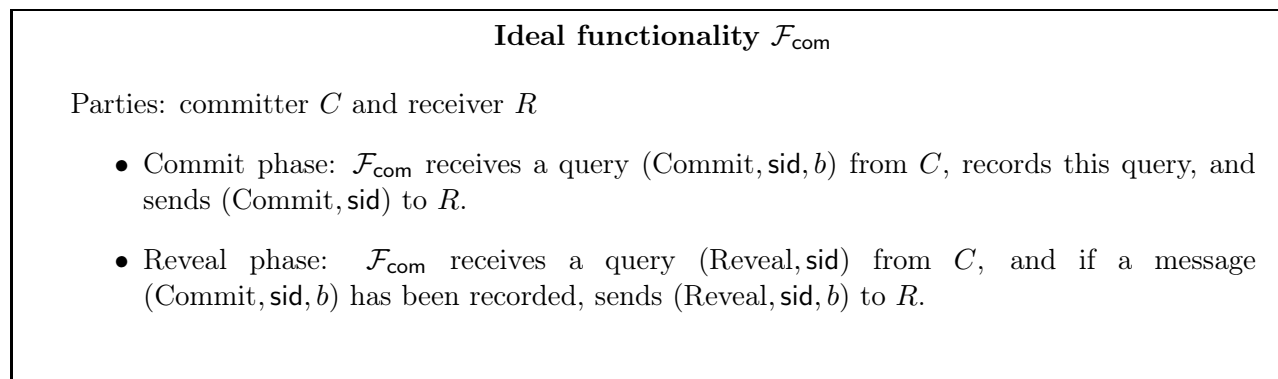 Ideal functionality 𝓕com
Parties: committer C and receiver R
• Commit phase: 𝓕com receives a query (Commit, sid, b) from C, records this query, and
sends (Commit, sid) to R.
• Reveal phase: 𝓕com receives a query (Reveal, sid) from C, and if a message
(Commit, sid, b) has been recorded, sends (Reveal, sid, b) to R.